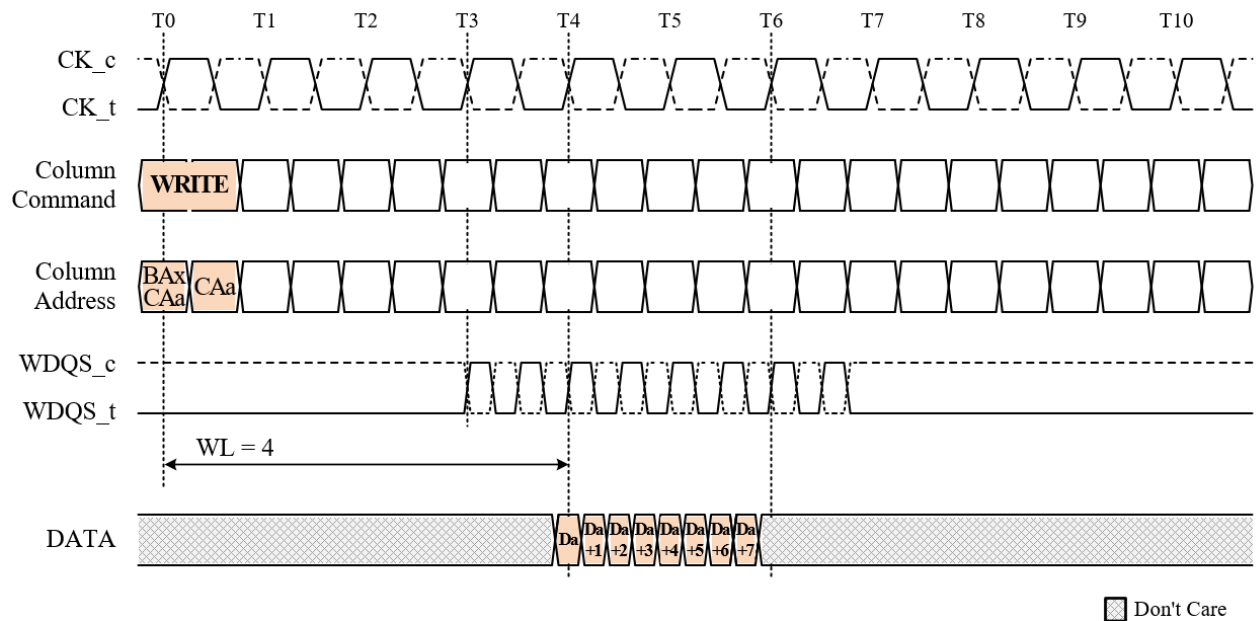 T0 T1 T2 T3 T4 T5 T6 T7 T8 T9 T10
CK_c
CK_t
Column
Command
WRITE
Column
Address
BAx
CAa
CAa
WDQS_c
WDQS_t
WL = 4
DATA
Da
Da
+1
Da
+2
Da
+3
Da
+4
Da
+5
Da
+6
Da
+7
Don't Care